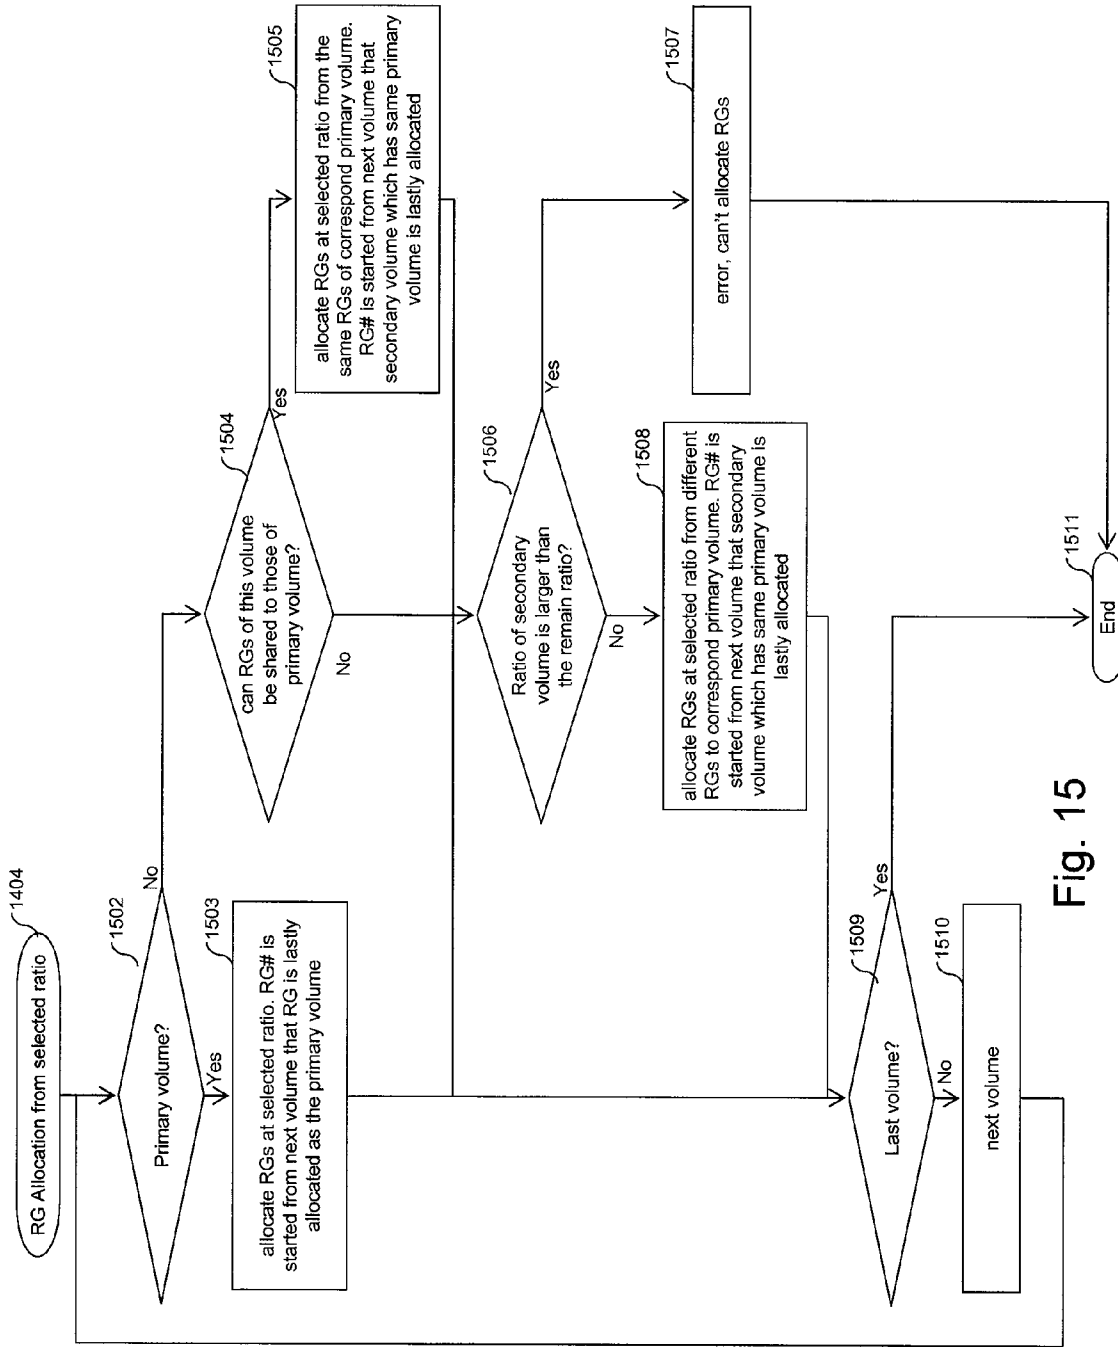 RG Allocation from selected ratio
1404
Primary volume?
1502
No
Yes
allocate RGs at selected ratio. RG# is
started from next volume that RG is lastly
allocated as the primary volume
1503
can RGs of this volume
be shared to those of
primary volume?
1504
Yes
No
allocate RGs at selected ratio from the
same RGs of correspond primary volume.
RG# is started from next volume that
secondary volume which has same primary
volume is lastly allocated
1505
Ratio of secondary
volume is larger than
the remain ratio?
1506
Yes
No
error, can't allocate RGs
1507
allocate RGs at selected ratio from different
RGs to correspond primary volume. RG# is
started from next volume that secondary
volume which has same primary volume is
lastly allocated
1508
Last volume?
1509
Yes
No
next volume
1510
End
1511
Fig. 15